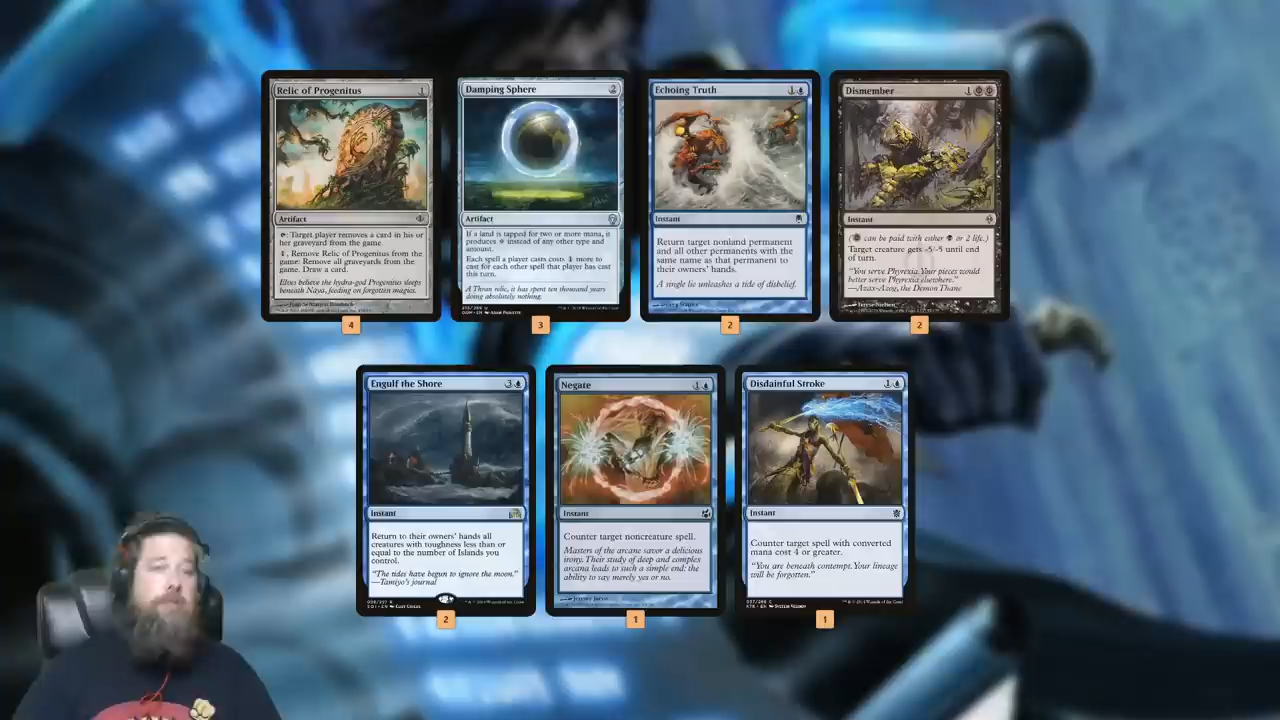 Relic of Progenitus 1
Artifact
: Target player removes a card in his or
her graveyard from the game.
1, Remove Relic of Progenitus from the
game: Remove all graveyards from the
game. Draw a card.
Elves believe the hydra-god Progenitus sleeps
beneath Naya, feeding on forgotten magics.
4
Damping Sphere 2
Artifact
If a land is tapped for two or more mana, it
produces instead of any other type and
amount.
Each spell a player casts costs 1 more to
cast for each other spell that player has cast
this turn.
A Thran relic, it has spent ten thousand years
doing absolutely nothing.
3
Echoing Truth 1
Instant
Return target nonland permanent
and all other permanents with the
same name as that permanent to
their owners' hands.
A single lie unleashes a tide of disbelief.
2
Dismember 1
Instant
( can be paid with either or 2 life.)
Target creature gets -5/-5 until end
of turn.
"You serve Phyrexia. Your pieces would
better serve Phyrexia elsewhere."
—Azax-Azog, the Demon Thane
2
Engulf the Shore 3
Instant
Return to their owners' hands all
creatures with toughness less than or
equal to the number of Islands you
control.
"The tides have begun to ignore the moon."
—Tamiyo's journal
2
Negate 1
Instant
Counter target noncreature spell.
Masters of the arcane savor a delicious
irony. Their study of deep and complex
arcana leads to such a simple end: the
ability to say merely yes or no.
Jeremy Jarvis
1
Disdainful Stroke 1
Instant
Counter target spell with converted
mana cost 4 or greater.
"You are beneath contempt. Your lineage
will be forgotten."
1